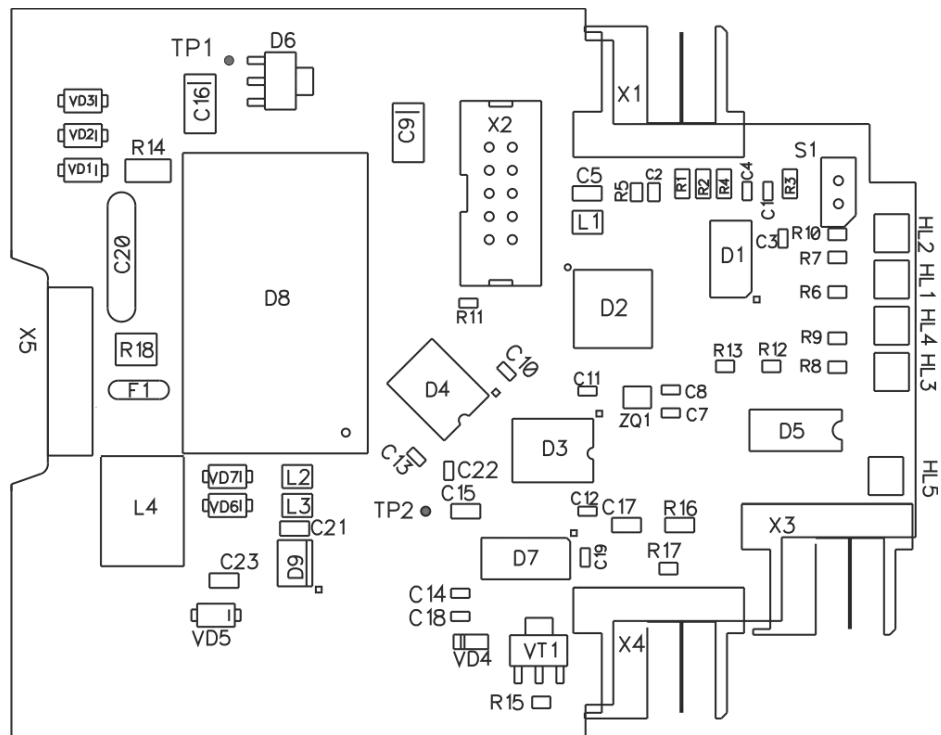 TP1
D6
VD3
C16
C9
X2
X1
VD2
R14
VD1
C5
R5
C2
R1
R2
R4
C4
C1
R3
S1
L1
C20
D8
D1
C3
R10
HL2
R7
R6
HL1
R11
D2
X5
R18
F1
D4
C10
C11
ZQ1
C8
C7
R13
R12
R9
HL4
R8
HL3
D3
D5
C13
C22
L4
VD7
L2
VD6
L3
C21
TP2
C15
C12
C17
R16
HL5
X3
C23
D9
D7
C19
R17
C14
C18
VD5
VD4
VT1
X4
R15